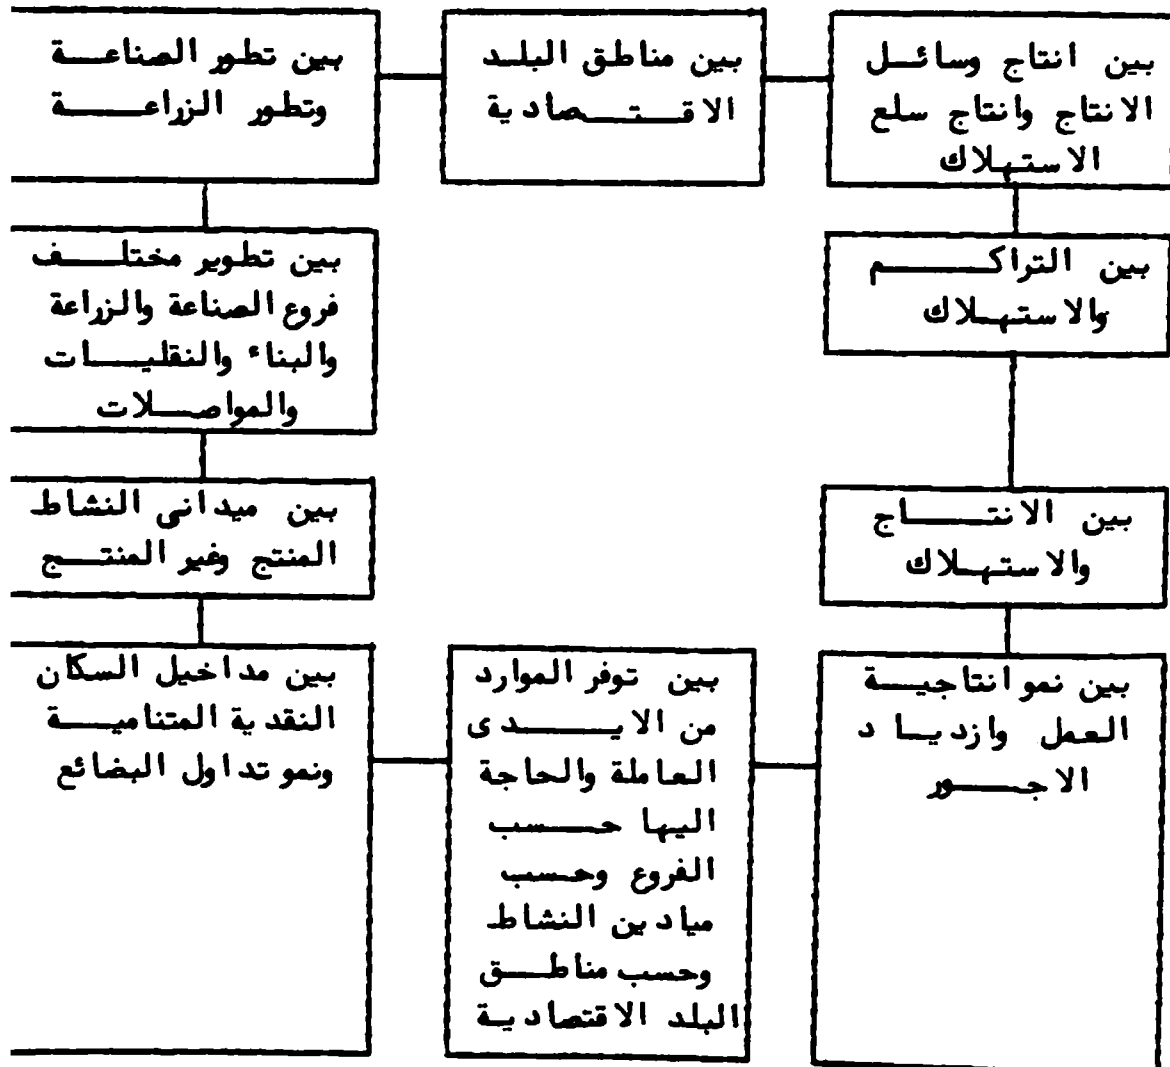 بين انتاج وسائل
الانتاج وانتاج سلع
الاستهلاك
بين مناطق البلد
الاقتصادية
بين تطور الصناعة
وتطور الزراعة
بين التراكم
والاستهلاك
بين تطوير مختلف
فروع الصناعة والزراعة
والبناء والنقليات
والمواصلات
بين الانتاج
والاستهلاك
بين ميدانى النشاط
المنتج وغير المنتج
بين نمو انتاجية
العمل وازدياد
الاجور
بين توفر الموارد
من الايدى
العاملة والحاجة
اليها حسب
الفروع وحسب
ميادين النشاط
وحسب مناطق
البلد الاقتصادية
بين مداخيل السكان
النقدية المتنامية
ونمو تداول البضائع